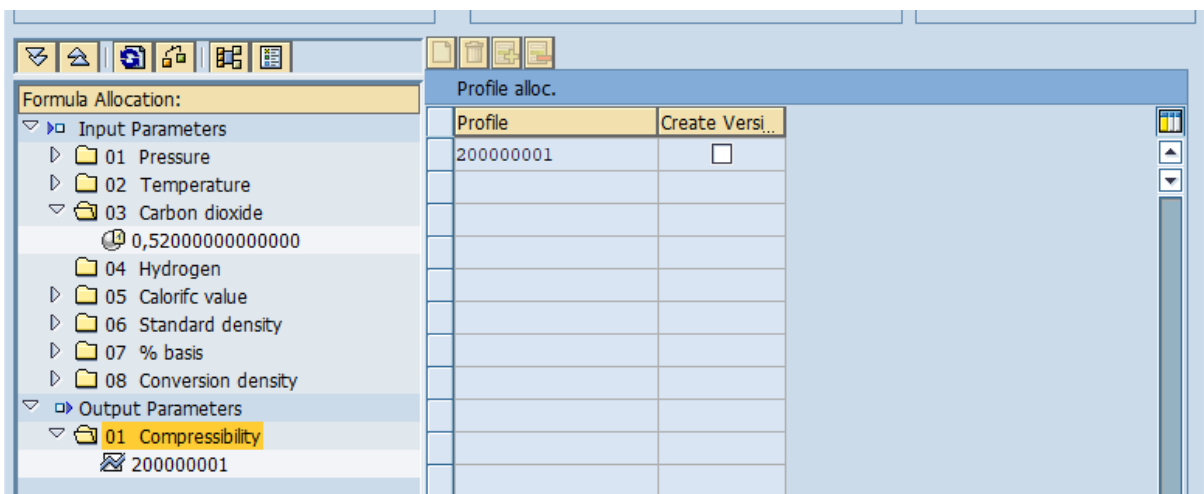 Formula Allocation:
Input Parameters
01 Pressure
02 Temperature
03 Carbon dioxide
0,52000000000000
04 Hydrogen
05 Calorifc value
06 Standard density
07 % basis
08 Conversion density
Output Parameters
01 Compressibility
200000001
Profile alloc.
Profile Create Versi...
200000001